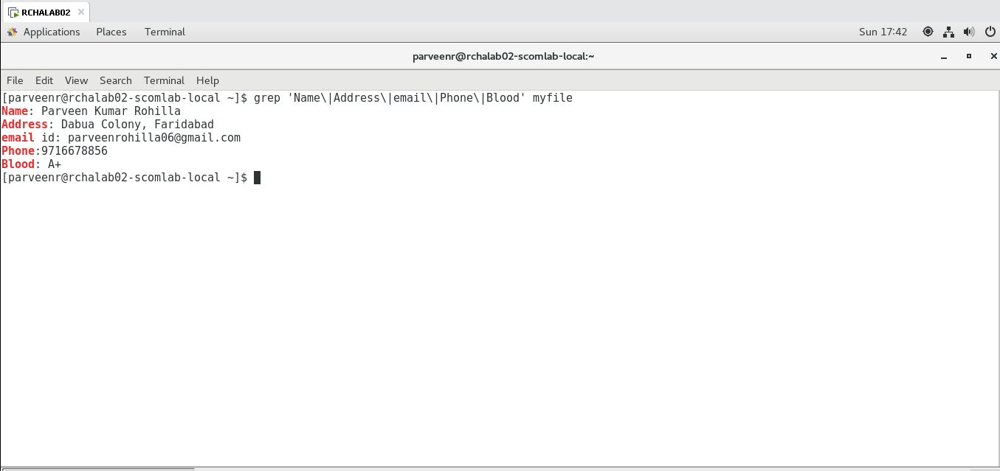 RCHALAB02
Applications Places Terminal Sun 17:42
parveenr@rchalab02-scomlab-local:~
File Edit View Search Terminal Help
[parveenr@rchalab02-scomlab-local ~]$ grep 'Name\|Address\|email\|Phone\|Blood' myfile
Name: Parveen Kumar Rohilla
Address: Dabua Colony, Faridabad
email id: parveenrohilla06@gmail.com
Phone:9716678856
Blood: A+
[parveenr@rchalab02-scomlab-local ~]$